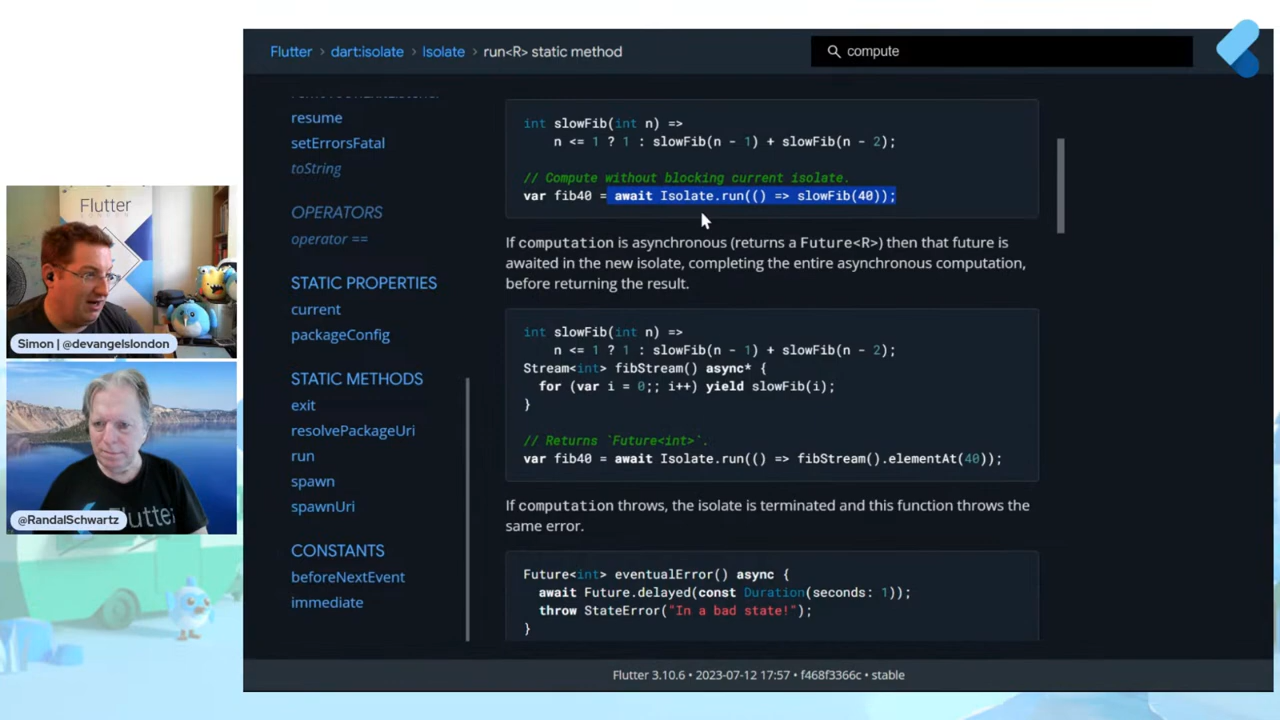 Flutter > dart:isolate > Isolate > run<R> static method
compute
resume
setErrorsFatal
toString
OPERATORS
operator ==
STATIC PROPERTIES
current
packageConfig
STATIC METHODS
exit
resolvePackageUri
run
spawn
spawnUri
CONSTANTS
beforeNextEvent
immediate
int slowFib(int n) =>
n <= 1 ? 1 : slowFib(n - 1) + slowFib(n - 2);
// Compute without blocking current isolate.
var fib40 = await Isolate.run(() => slowFib(40));
If computation is asynchronous (returns a Future<R>) then that future is
awaited in the new isolate, completing the entire asynchronous computation,
before returning the result.
int slowFib(int n) =>
n <= 1 ? 1 : slowFib(n - 1) + slowFib(n - 2);
Stream<int> fibStream() async* {
for (var i = 0;; i++) yield slowFib(i);
}
// Returns `Future<int>`.
var fib40 = await Isolate.run(() => fibStream().elementAt(40));
If computation throws, the isolate is terminated and this function throws the
same error.
Future<int> eventualError() async {
await Future.delayed(const Duration(seconds: 1));
throw StateError("In a bad state!");
}
Flutter 3.10.6 • 2023-07-12 17:57 • f468f3366c • stable
Flutter
Simon | @devangelslondon
Flutter
@RandalSchwartz